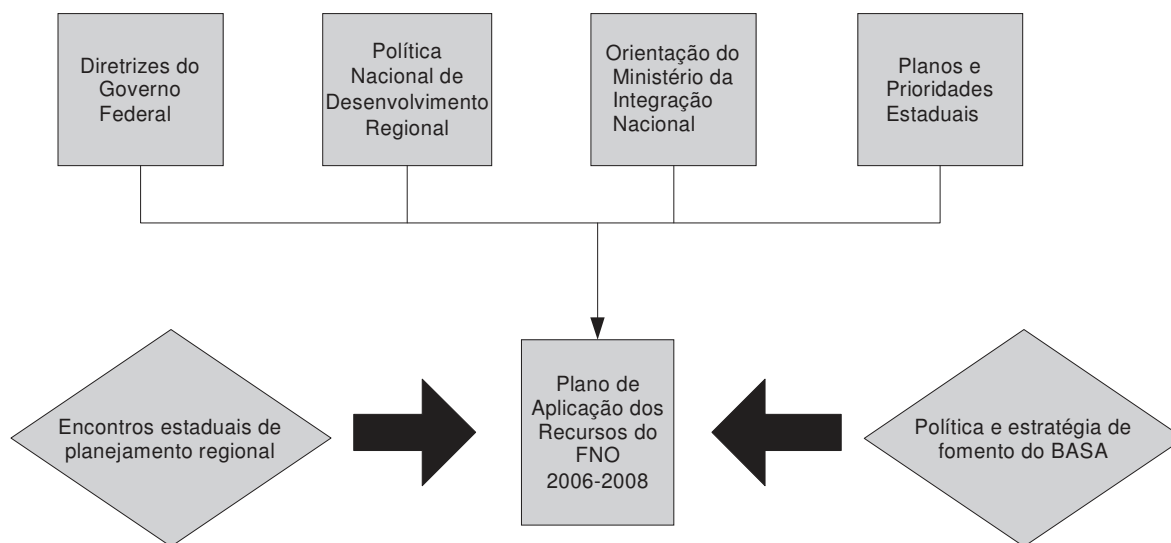 Diretrizes do
Governo
Federal
Política
Nacional de
Desenvolvimento
Regional
Orientação do
Ministério da
Integração
Nacional
Planos e
Prioridades
Estaduais
Encontros estaduais de
planejamento regional
Plano de
Aplicação dos
Recursos do
FNO
2006-2008
Política e estratégia de
fomento do BASA